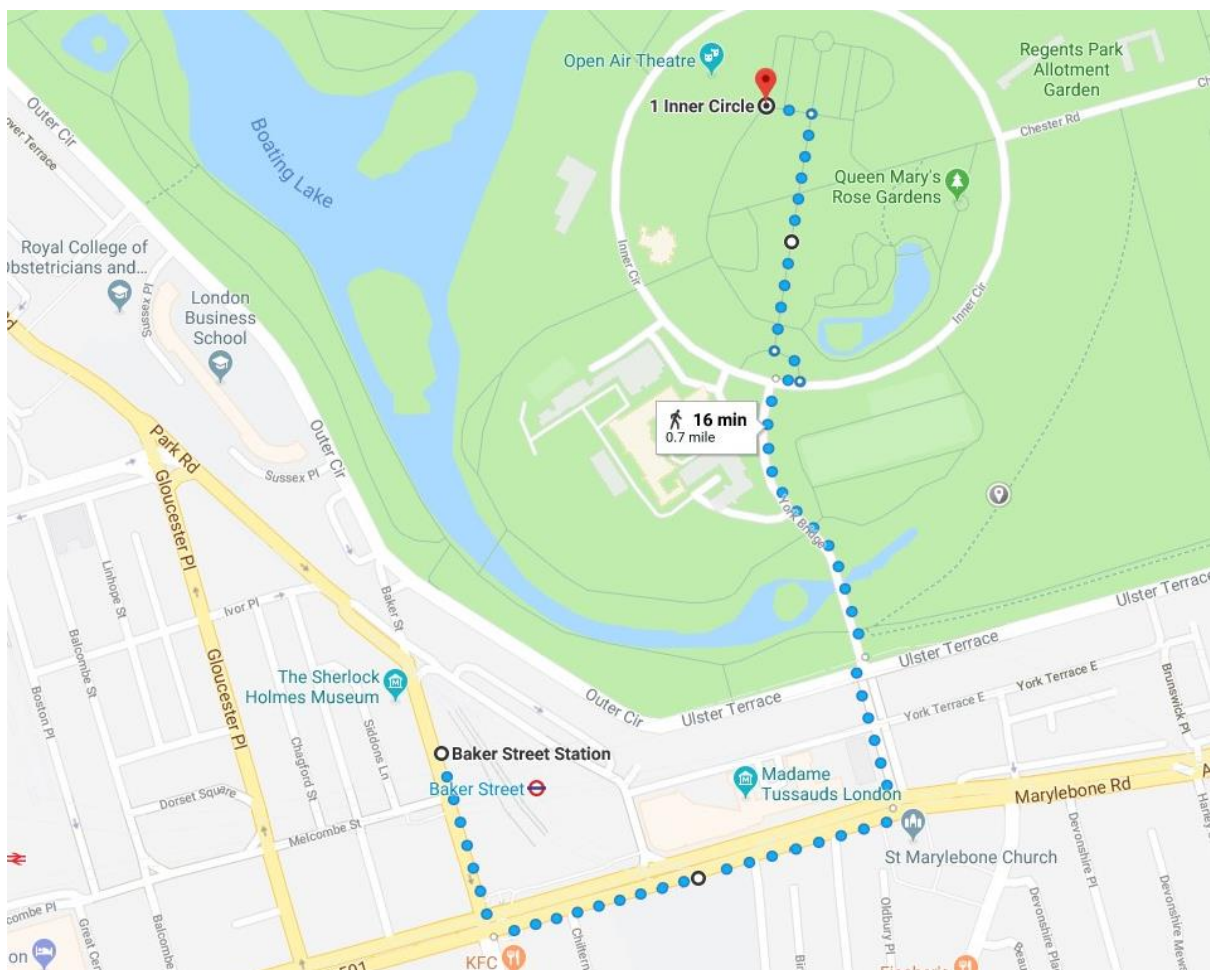 Open Air Theatre
1 Inner Circle
Regents Park
Allotment
Garden
Chester Rd
Outer Cir
Boating Lake
Queen Mary's
Rose Gardens
Inner Cir
Inner Cir
Royal College of
Obstetricians and...
Sussex Pl
London
Business
School
Outer Cir
16 min
0.7 mile
Park Rd
Sussex Pl
Gloucester Pl
York Bridge
Linhope St
Ivor Pl
Baker St
Ulster Terrace
Balcombe St
Boston Pl
Gloucester Pl
The Sherlock
Holmes Museum
Siddons Ln
Chagford St
Outer Cir
Ulster Terrace
Ulster Terrace
York Terrace E
York Terrace E
Brunswick Pl
Baker Street Station
Baker Street
Madame
Tussauds London
Marylebone Rd
Dorset Square
Melcombe St
St Marylebone Church
Devonshire Pl
Oldbury Pl
Balcombe
Great Cen
Chiltern
KFC